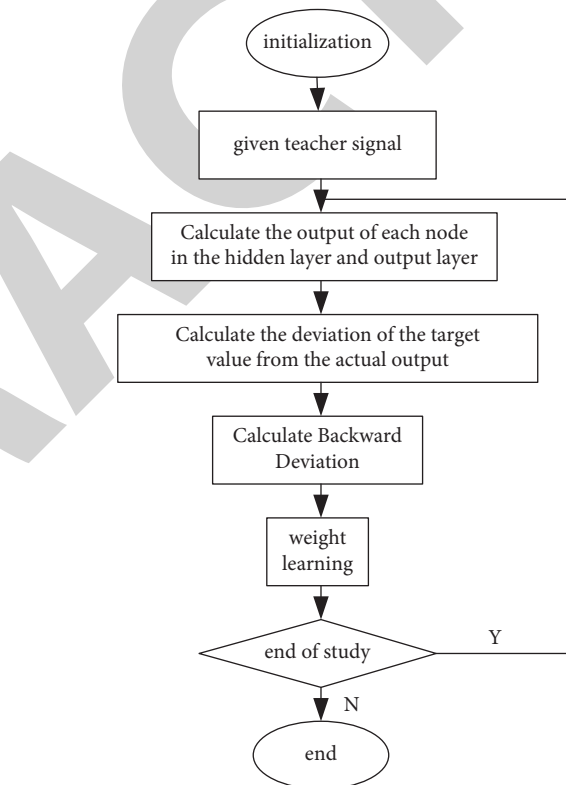 initialization
given teacher signal
Calculate the output of each node
in the hidden layer and output layer
Calculate the deviation of the target
value from the actual output
Calculate Backward
Deviation
weight
learning
end of study
Y
N
end